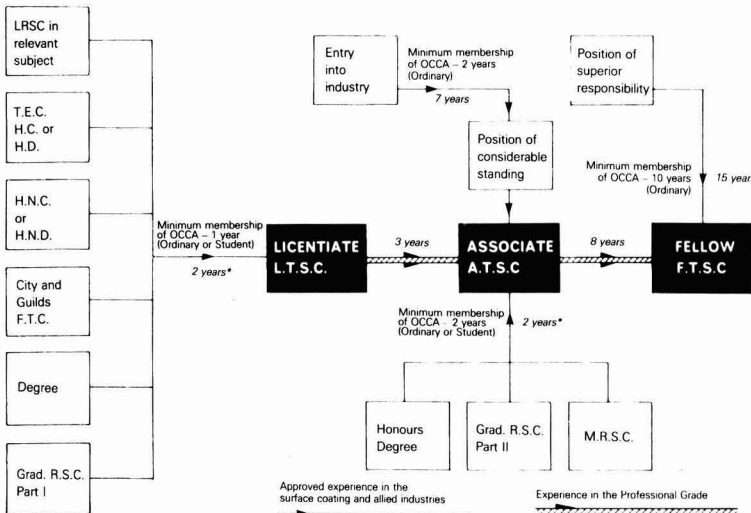 LRSC in
relevant
subject
T.E.C.
H.C. or
H.D.
H.N.C.
or
H.N.D.
City and
Guilds
F.T.C.
Degree
Grad. R.S.C.
Part I
Minimum membership
of OCCA – 1 year
(Ordinary or Student)
2 years*
LICENTIATE
L.T.S.C.
3 years
Entry
into
industry
Minimum membership
of OCCA – 2 years
(Ordinary)
7 years
Position of
considerable
standing
ASSOCIATE
A.T.S.C
8 years
Position of
superior
responsibility
Minimum membership
of OCCA – 10 years
(Ordinary)
15 year
FELLOW
F.T.S.C
Minimum membership
of OCCA - 2 years
(Ordinary or Student)
2 years*
Honours
Degree
Grad. R.S.C.
Part II
M.R.S.C.
Approved experience in the
surface coating and allied industries
Experience in the Professional Grade